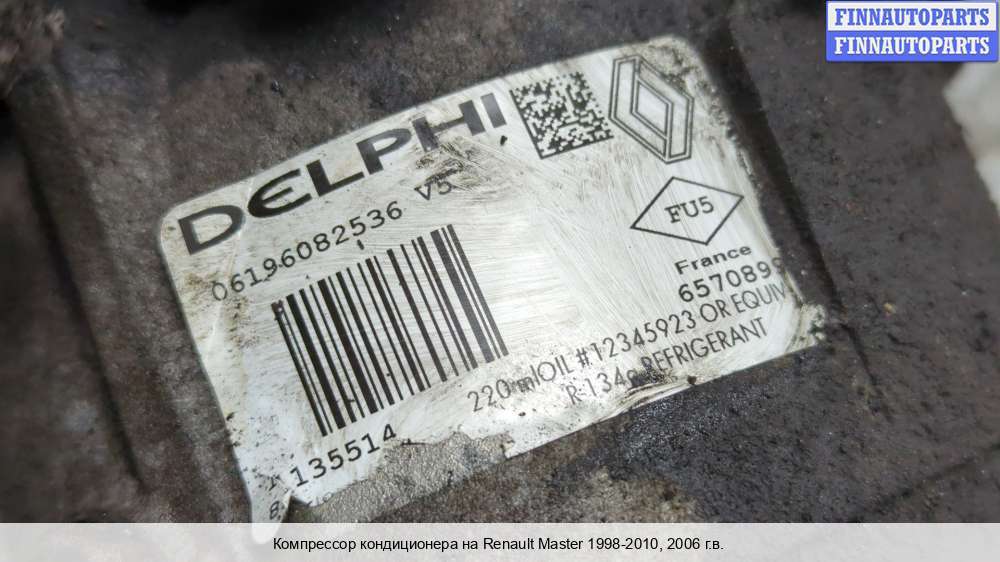 FINNAUTOPARTS
FINNAUTOPARTS
DELPHI
06196082536 V5
FU5
France
6570899
220 ml OIL #12345923 OR EQUIV
R-134a REFRIGERANT
135514
Компрессор кондиционера на Renault Master 1998-2010, 2006 г.в.